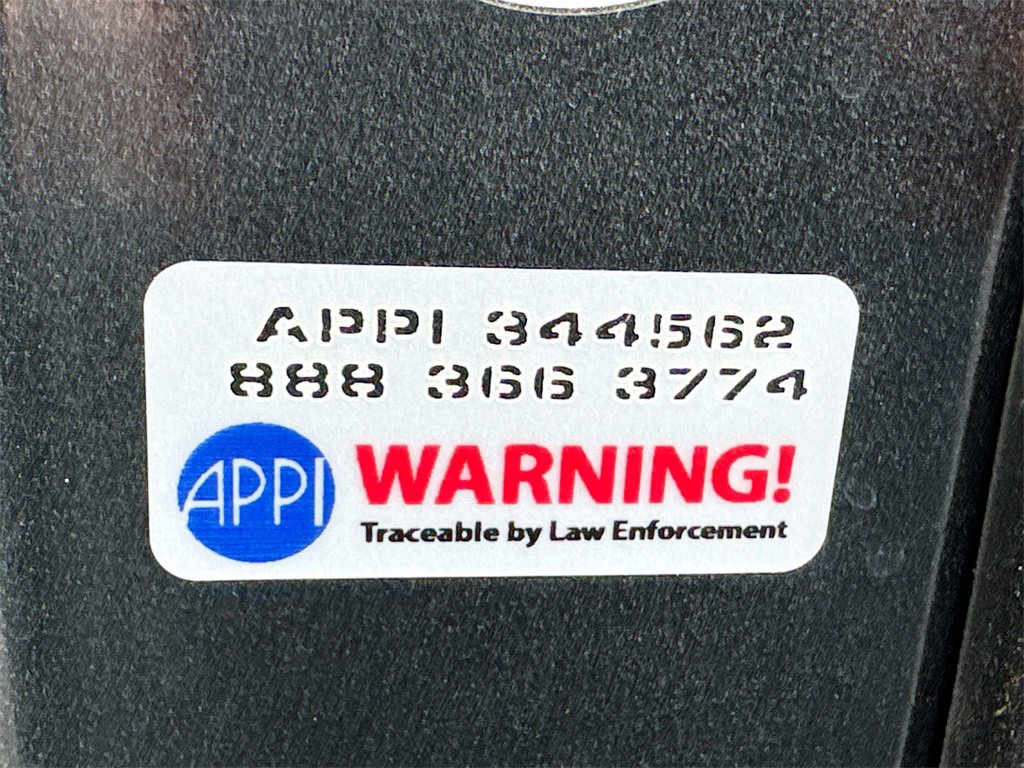 APPI 344562
888 366 3774
APPI
WARNING!
Traceable by Law Enforcement